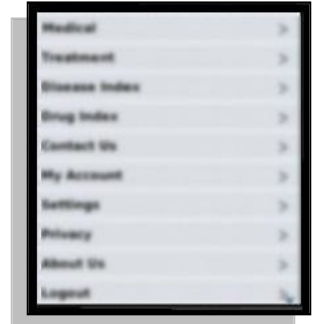 Medical
Treatment
Disease Index
Drug Index
Contact Us
My Account
Settings
Privacy
About Us
Logout